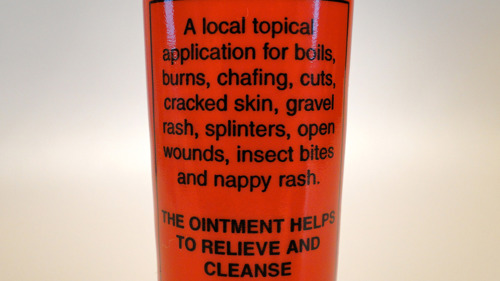 A local topical
application for boils,
burns, chafing, cuts,
cracked skin, gravel
rash, splinters, open
wounds, insect bites
and nappy rash.
THE OINTMENT HELPS
TO RELIEVE AND
CLEANSE